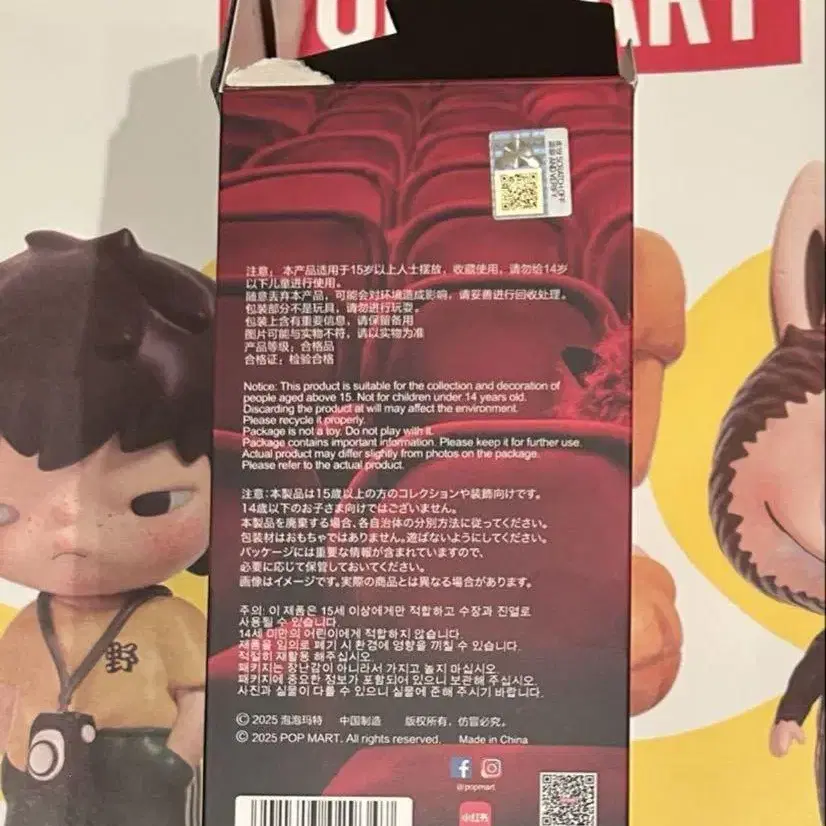 注意：本产品适用于15岁以上人士摆放，收藏使用，请勿给14岁
以下儿童进行使用。
随意丢弃本产品，可能会对环境造成影响，请妥善进行回收处理。
包装部分不是玩具，请勿进行玩耍。
包装上含有重要信息，请保留备用
图片可能与实物不符，请以实物为准
产品等级：合格品
合格证：检验合格
Notice: This product is suitable for the collection and decoration of
people aged above 15. Not for children under 14 years old.
Discarding the product at will may affect the environment.
Please recycle it properly.
Package is not a toy. Do not play with it.
Package contains important information. Please keep it for further use.
Actual product may differ slightly from photos on the package.
Please refer to the actual product.
注意：本製品は15歳以上の方のコレクションや装飾向けです。
14歳以下のお子さま向けではございません。
本製品を廃棄する場合、各自治体の分別方法に従ってください。
包装材はおもちゃではありません。遊ばないようにしてください。
パッケージには重要な情報が含まれていますので、
必要に応じて保管しておいてください。
画像はイメージです。実際の商品とは異なる場合があります。
주의: 이 제품은 15세 이상에게만 적합하고 수장과 진열로
사용될 수 있습니다.
14세 미만의 어린이에게 적합하지 않습니다.
제품을 임의로 폐기 시 환경에 영향을 끼칠 수 있습니다.
적절히 재활용 해주십시오
패키지는 장난감이 아니라서 가지고 놀지 마십시오.
패키지에 중요한 정보가 포함되어 있으니 보관해 주십시오.
사진과 실물이 다를 수 있으니 실물에 준해 주시기 바랍니다.
© 2025 泡泡玛特 中国制造 版权所有，仿冒必究。
© 2025 POP MART. All rights reserved. Made in China
@popmart
小红书
野